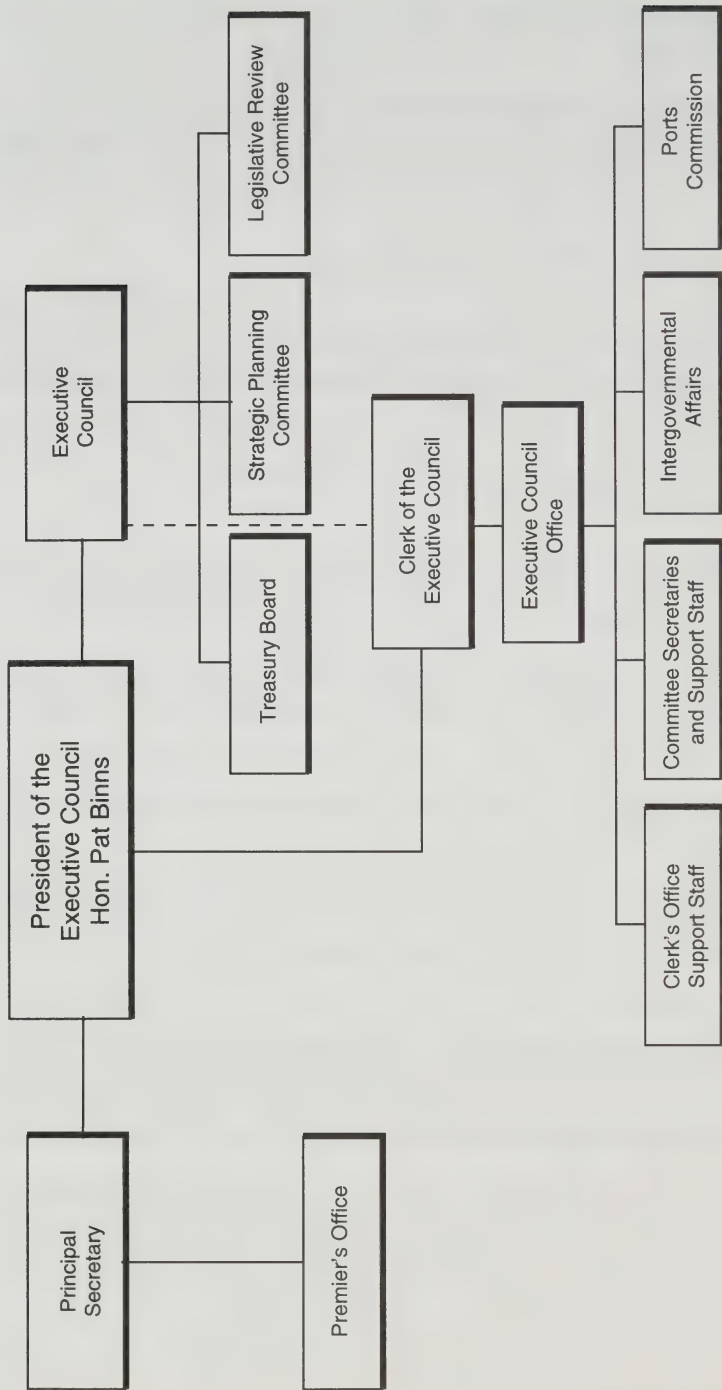 President of the
Executive Council
Hon. Pat Binns
Principal
Secretary
Executive
Council
Premier's Office
Treasury Board
Strategic Planning
Committee
Legislative Review
Committee
Clerk of the
Executive Council
Executive Council
Office
Clerk's Office
Support Staff
Committee Secretaries
and Support Staff
Intergovernmental
Affairs
Ports
Commission